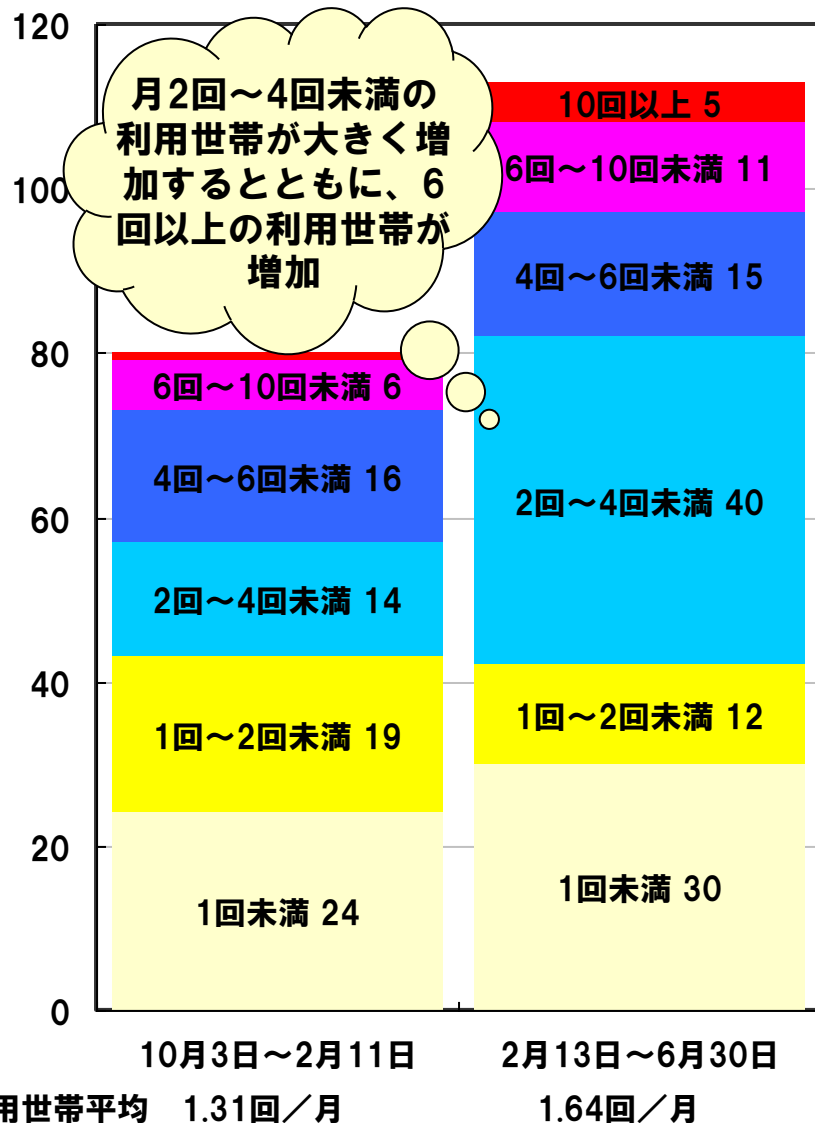 120
100
80
60
40
20
0
月2回～4回未満の
利用世帯が大きく増
加するとともに、6
回以上の利用世帯が
増加
6回～10回未満 6
4回～6回未満 16
2回～4回未満 14
1回～2回未満 19
1回未満 24
10回以上 5
6回～10回未満 11
4回～6回未満 15
2回～4回未満 40
1回～2回未満 12
1回未満 30
10月3日～2月11日 2月13日～6月30日
用世帯平均 1.31回／月 1.64回／月